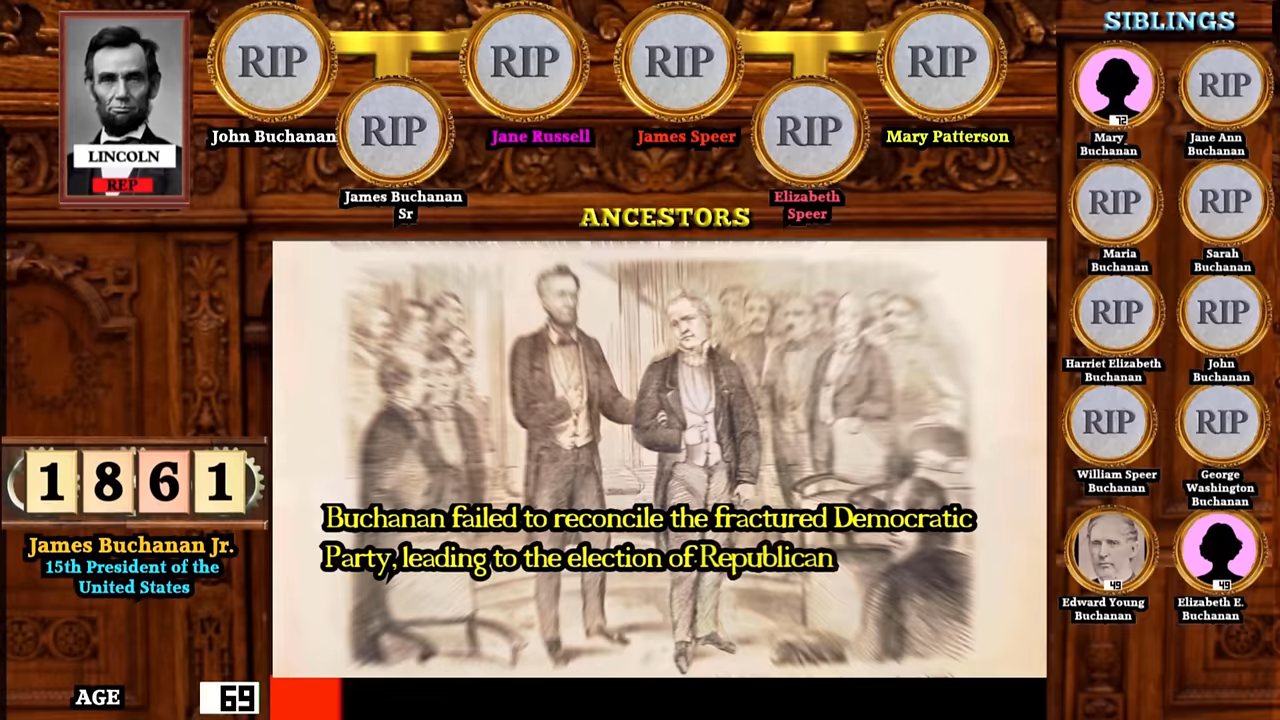 SIBLINGS
RIP
RIP
RIP
RIP
John Buchanan
Jane Russell
James Speer
Mary Patterson
RIP
RIP
James Buchanan
Sr
Elizabeth
Speer
ANCESTORS
LINCOLN
REP
72
Mary
Buchanan
RIP
Jane Ann
Buchanan
RIP
Maria
Buchanan
RIP
Sarah
Buchanan
RIP
Harriet Elizabeth
Buchanan
RIP
John
Buchanan
RIP
William Speer
Buchanan
RIP
George
Washington
Buchanan
49
Edward Young
Buchanan
49
Elizabeth E.
Buchanan
1861
James Buchanan Jr.
15th President of the
United States
AGE 69
Buchanan failed to reconcile the fractured Democratic
Party, leading to the election of Republican